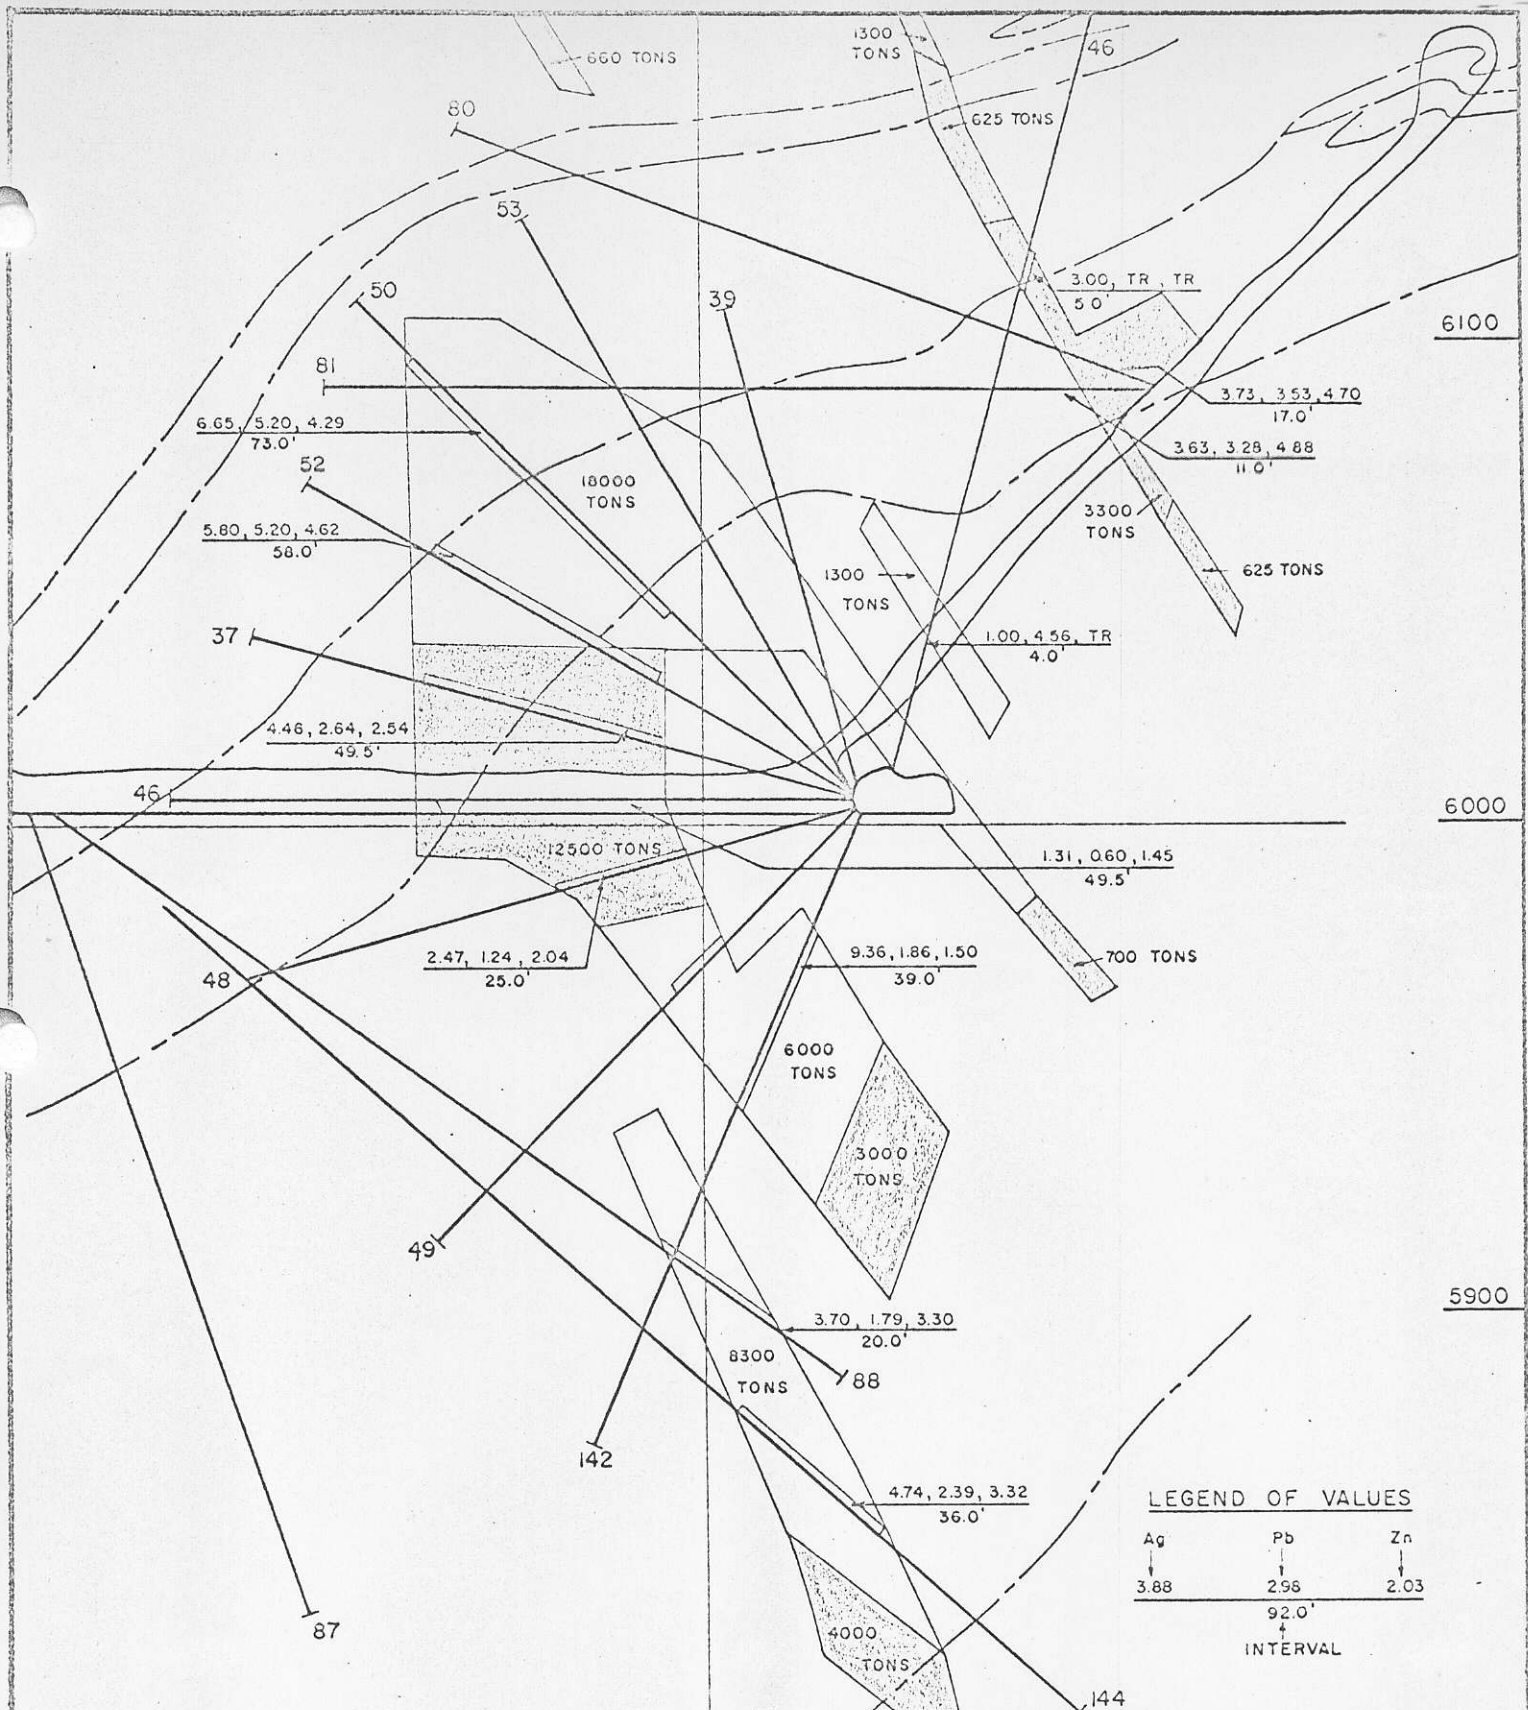 660 TONS
1300
TONS
46
80
625 TONS
53
3.00, TR , TR
5.0'
50
39
6100
81
3.73, 3.53, 4.70
17.0'
6.65, 5.20, 4.29
73.0'
3.63, 3.28, 4.88
11.0'
52
18000
TONS
3300
TONS
5.80, 5.20, 4.62
58.0'
1300
TONS
625 TONS
37
1.00, 4.56, TR
4.0'
4.46, 2.64, 2.54
49.5'
46
6000
12500 TONS
1.31, 0.60, 1.45
49.5'
2.47, 1.24, 2.04
25.0'
48
9.36, 1.86, 1.50
39.0'
700 TONS
6000
TONS
3000
TONS
49
5900
3.70, 1.79, 3.30
20.0'
8300
TONS
88
142
4.74, 2.39, 3.32
36.0'
LEGEND OF VALUES
Ag Pb Zn
3.88 2.98 2.03
92.0'
INTERVAL
87
4000
TONS
144